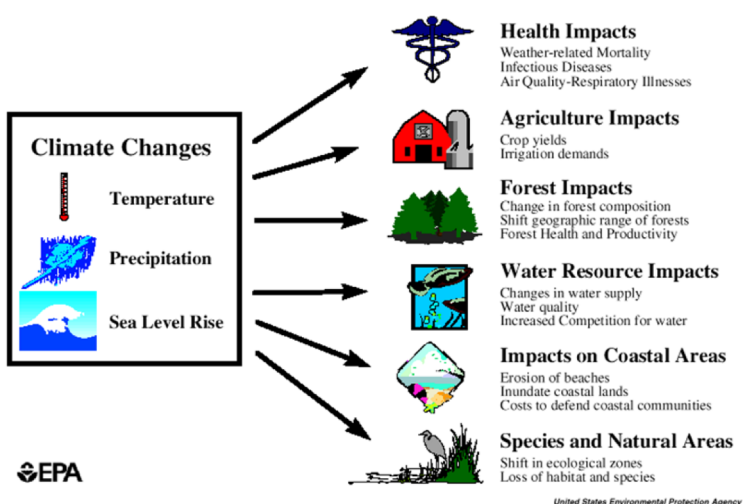 Climate Changes
Temperature
Precipitation
Sea Level Rise
Health Impacts
Weather-related Mortality
Infectious Diseases
Air Quality-Respiratory Illnesses
Agriculture Impacts
Crop yields
Irrigation demands
Forest Impacts
Change in forest composition
Shift geographic range of forests
Forest Health and Productivity
Water Resource Impacts
Changes in water supply
Water quality
Increased Competition for water
Impacts on Coastal Areas
Erosion of beaches
Inundate coastal lands
Costs to defend coastal communities
Species and Natural Areas
Shift in ecological zones
Loss of habitat and species
EPA
United States Environmental Protection Agency